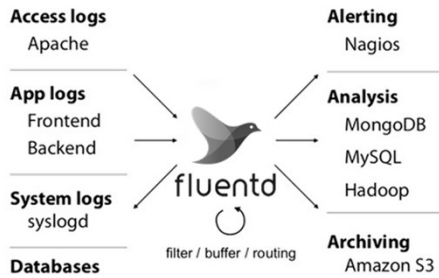 Access logs
Apache
App logs
Frontend
Backend
System logs
syslogd
Databases
fluentd
filter / buffer / routing
Alerting
Nagios
Analysis
MongoDB
MySQL
Hadoop
Archiving
Amazon S3